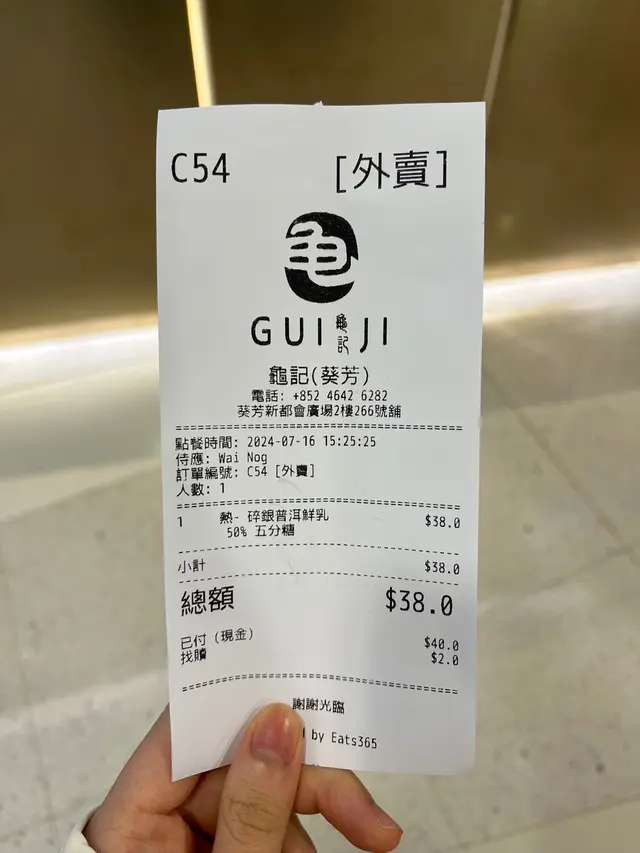 C54 [外賣]
龜
GUI 龜記 JI
龜記(葵芳)
電話: +852 4642 6282
葵芳新都會廣場2樓266號舖
點餐時間: 2024-07-16 15:25:25
侍應: Wai Nog
訂單編號: C54 [外賣]
人數: 1
1 熱- 碎銀普洱鮮乳 $38.0
50% 五分糖
小計 $38.0
總額 $38.0
已付 (現金) $40.0
找贖 $2.0
謝謝光臨
by Eats365